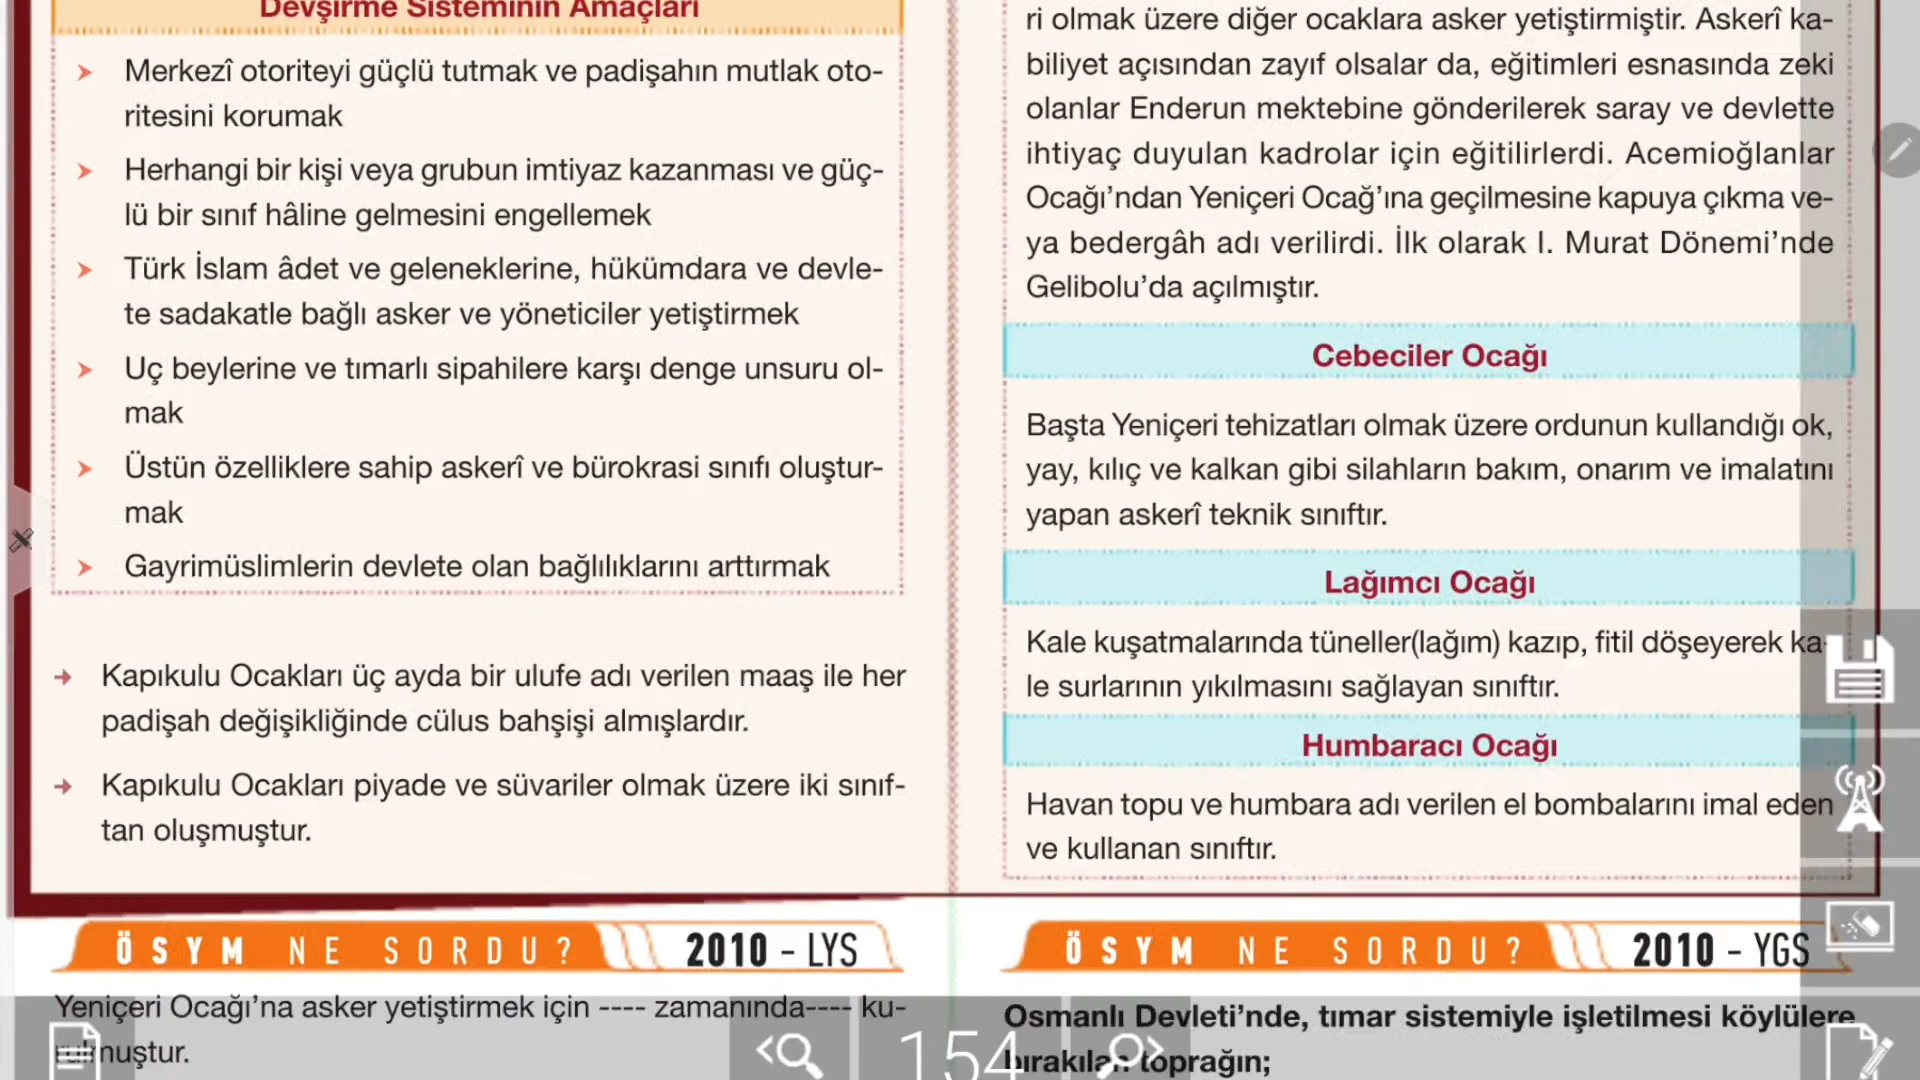 Devşirme Sisteminin Amaçları
➤ Merkezî otoriteyi güçlü tutmak ve padişahın mutlak oto-
ritesini korumak
➤ Herhangi bir kişi veya grubun imtiyaz kazanması ve güç-
lü bir sınıf hâline gelmesini engellemek
➤ Türk İslam âdet ve geleneklerine, hükümdara ve devle-
te sadakatle bağlı asker ve yöneticiler yetiştirmek
➤ Uç beylerine ve tımarlı sipahilere karşı denge unsuru ol-
mak
➤ Üstün özelliklere sahip askerî ve bürokrasi sınıfı oluştur-
mak
➤ Gayrimüslimlerin devlete olan bağlılıklarını arttırmak
→ Kapıkulu Ocakları üç ayda bir ulufe adı verilen maaş ile her
padişah değişikliğinde cülus bahşişi almışlardır.
→ Kapıkulu Ocakları piyade ve süvariler olmak üzere iki sınıf-
tan oluşmuştur.
ÖSYM NE SORDU? 2010 - LYS
Yeniçeri Ocağı’na asker yetiştirmek için ---- zamanında---- ku-
rulmuştur.
ri olmak üzere diğer ocaklara asker yetiştirmiştir. Askerî ka-
biliyet açısından zayıf olsalar da, eğitimleri esnasında zeki
olanlar Enderun mektebine gönderilerek saray ve devlette
ihtiyaç duyulan kadrolar için eğitilirlerdi. Acemioğlanlar
Ocağı’ndan Yeniçeri Ocağ’ına geçilmesine kapuya çıkma ve-
ya bedergâh adı verilirdi. İlk olarak I. Murat Dönemi’nde
Gelibolu’da açılmıştır.
Cebeciler Ocağı
Başta Yeniçeri tehizatları olmak üzere ordunun kullandığı ok,
yay, kılıç ve kalkan gibi silahların bakım, onarım ve imalatını
yapan askerî teknik sınıftır.
Lağımcı Ocağı
Kale kuşatmalarında tüneller(lağım) kazıp, fitil döşeyerek ka-
le surlarının yıkılmasını sağlayan sınıftır.
Humbaracı Ocağı
Havan topu ve humbara adı verilen el bombalarını imal eden
ve kullanan sınıftır.
ÖSYM NE SORDU? 2010 - YGS
Osmanlı Devleti’nde, tımar sistemiyle işletilmesi köylülere
bırakılan toprağın;
154